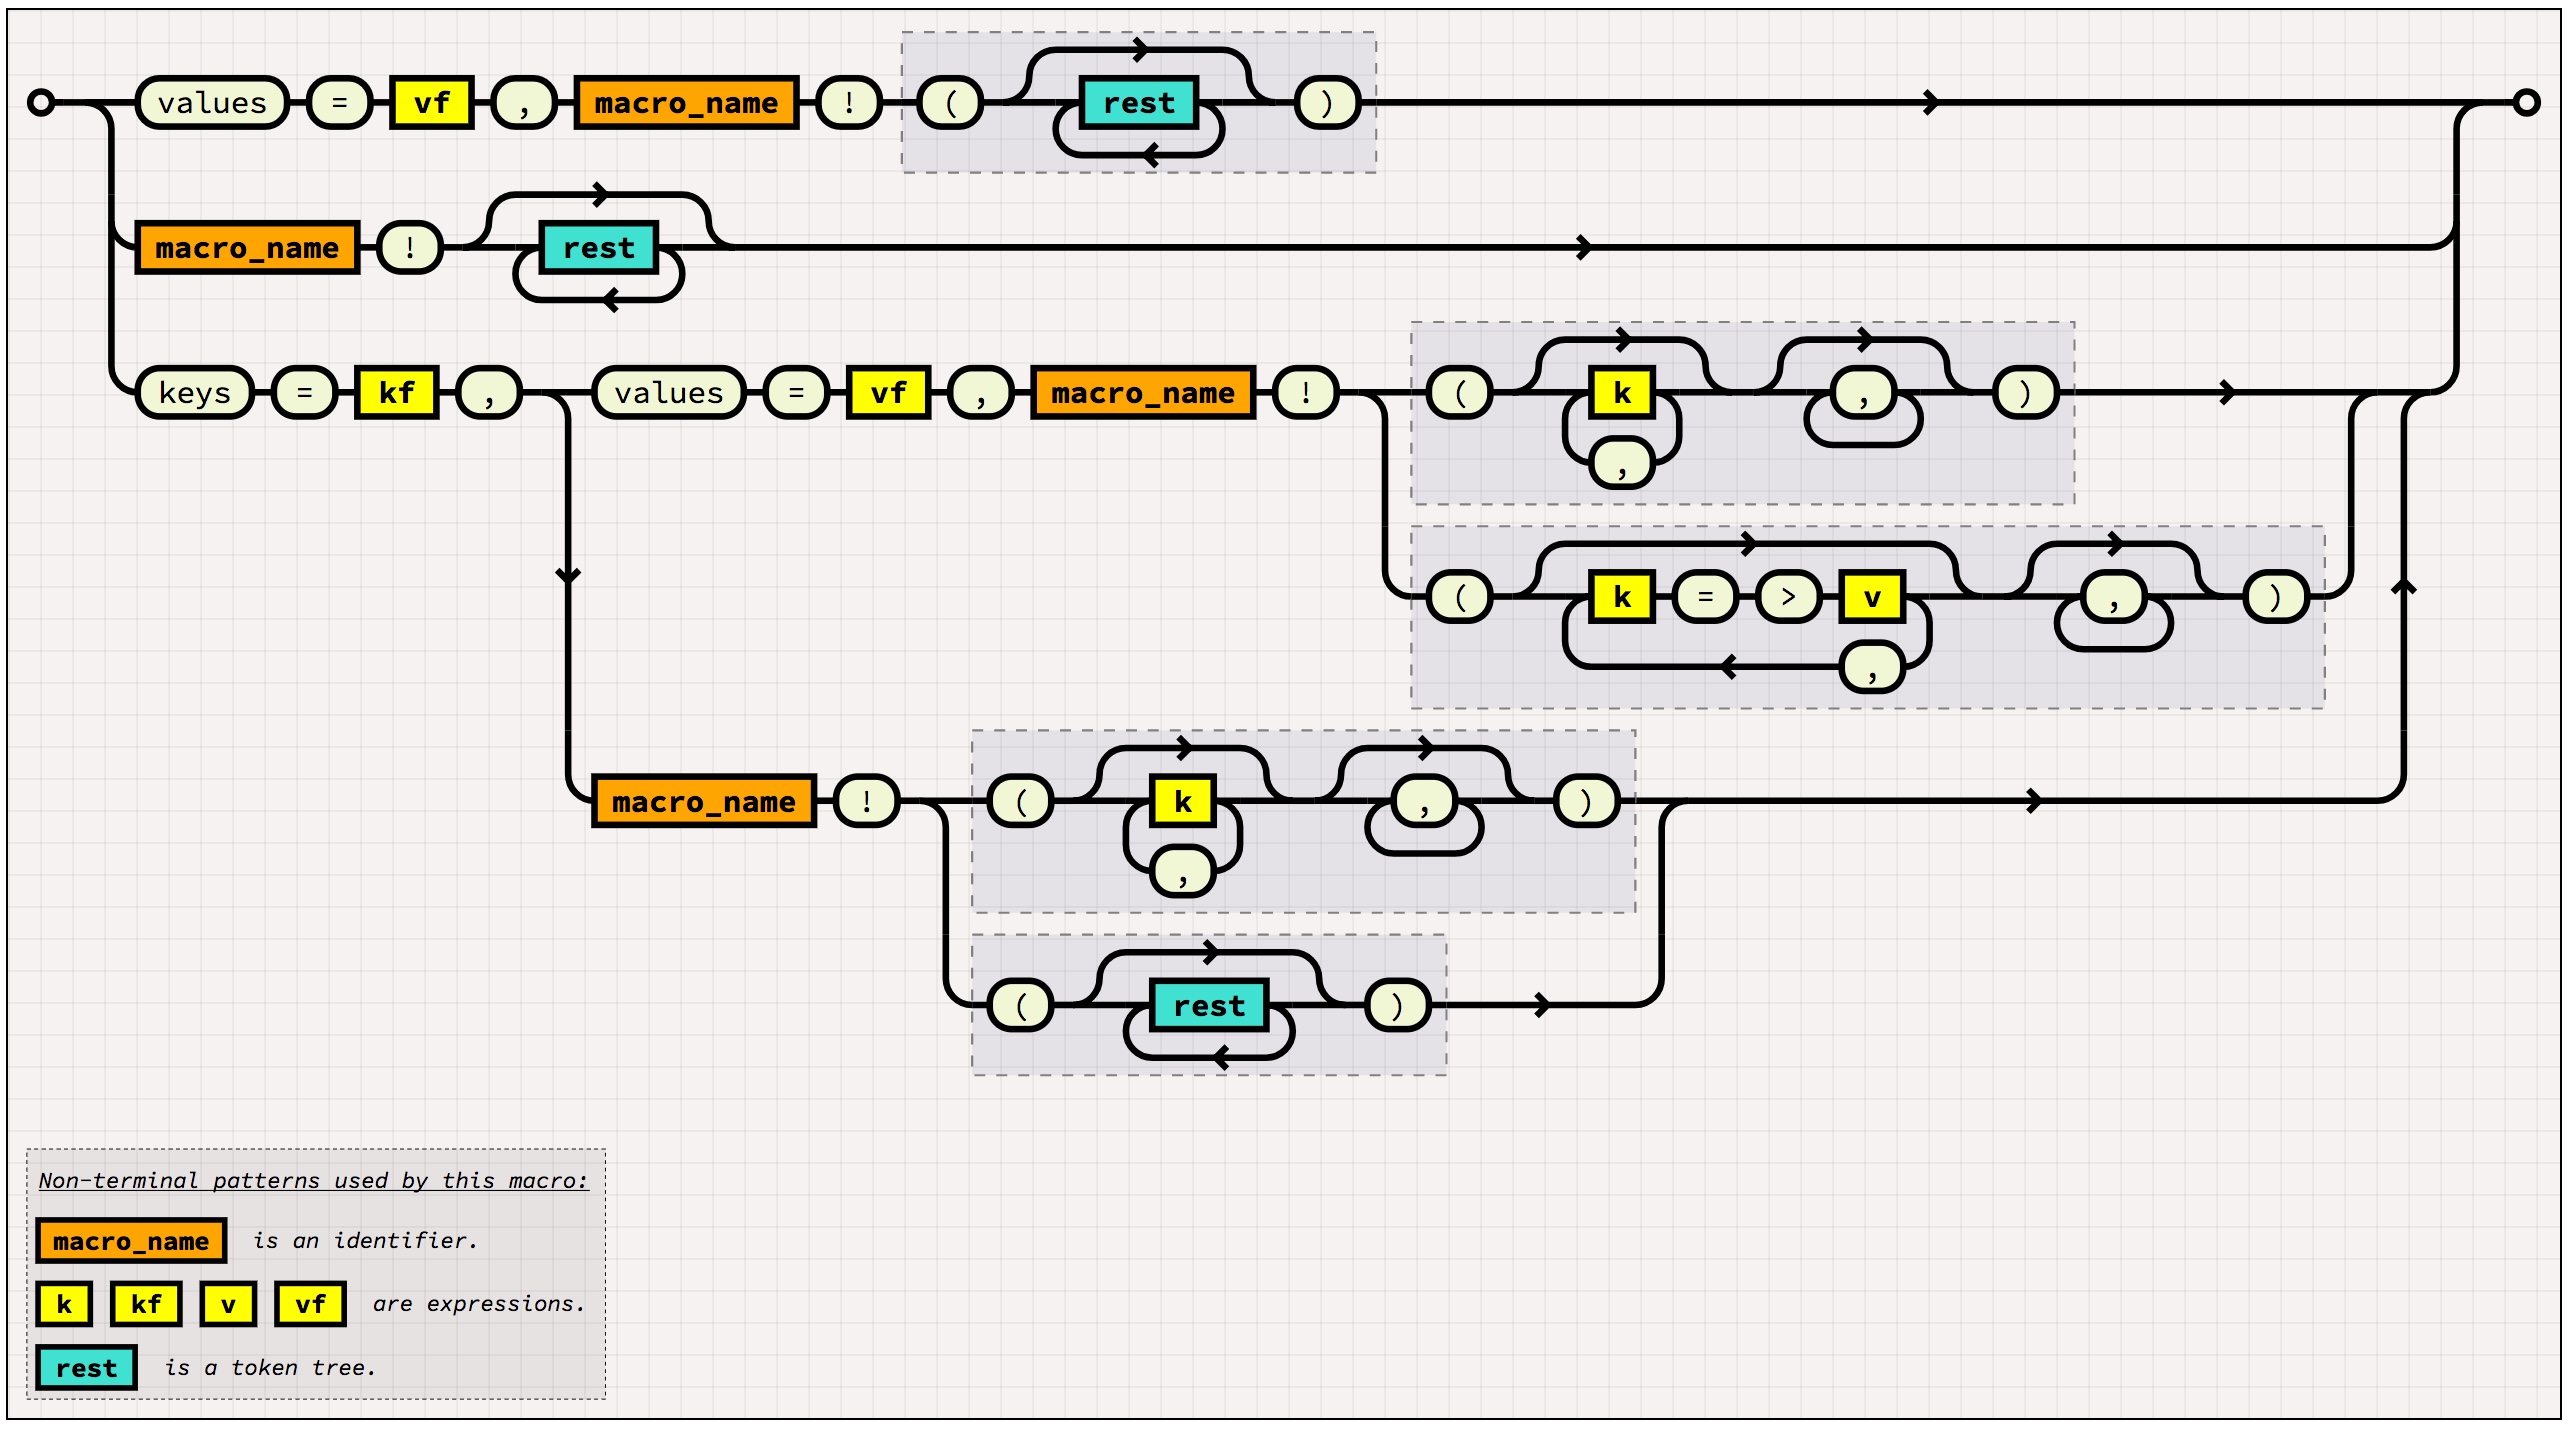 values = vf , macro_name ! ( rest )
macro_name ! rest
keys = kf , values = vf , macro_name ! ( k , )
,
( k = > v , )
,
macro_name ! ( k , )
,
( rest )
Non-terminal patterns used by this macro:
macro_name is an identifier.
k kf v vf are expressions.
rest is a token tree.